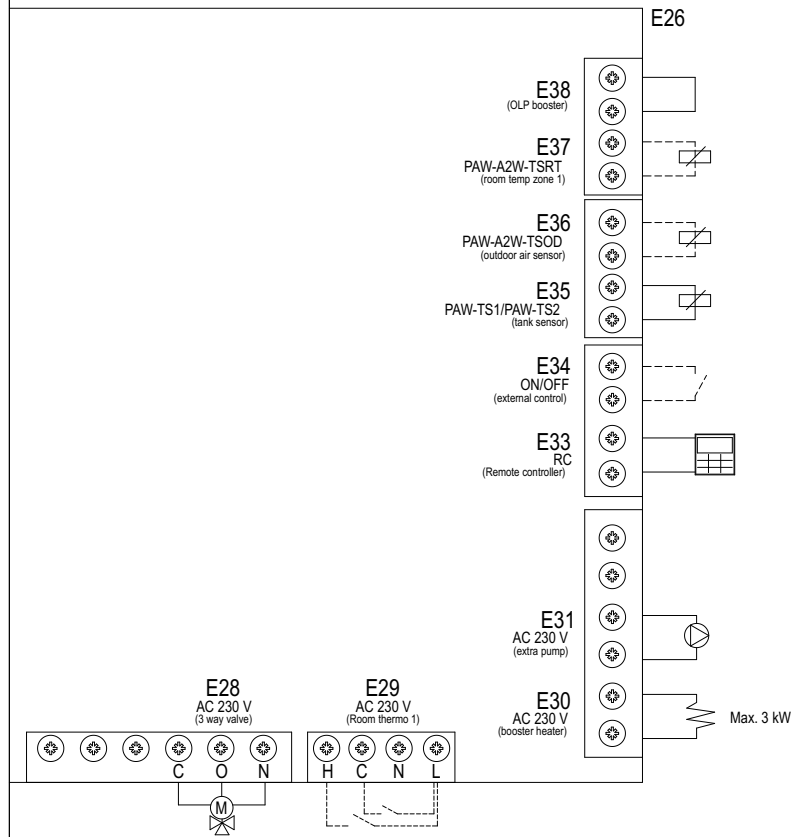 E26
E38
(OLP booster)
E37
PAW-A2W-TSRT
(room temp zone 1)
E36
PAW-A2W-TSOD
(outdoor air sensor)
E35
PAW-TS1/PAW-TS2
(tank sensor)
E34
ON/OFF
(external control)
E33
RC
(Remote controller)
E31
AC 230 V
(extra pump)
E30
AC 230 V
(booster heater)
Max. 3 kW
E28
AC 230 V
(3 way valve)
C O N
M
E29
AC 230 V
(Room thermo 1)
H C N L